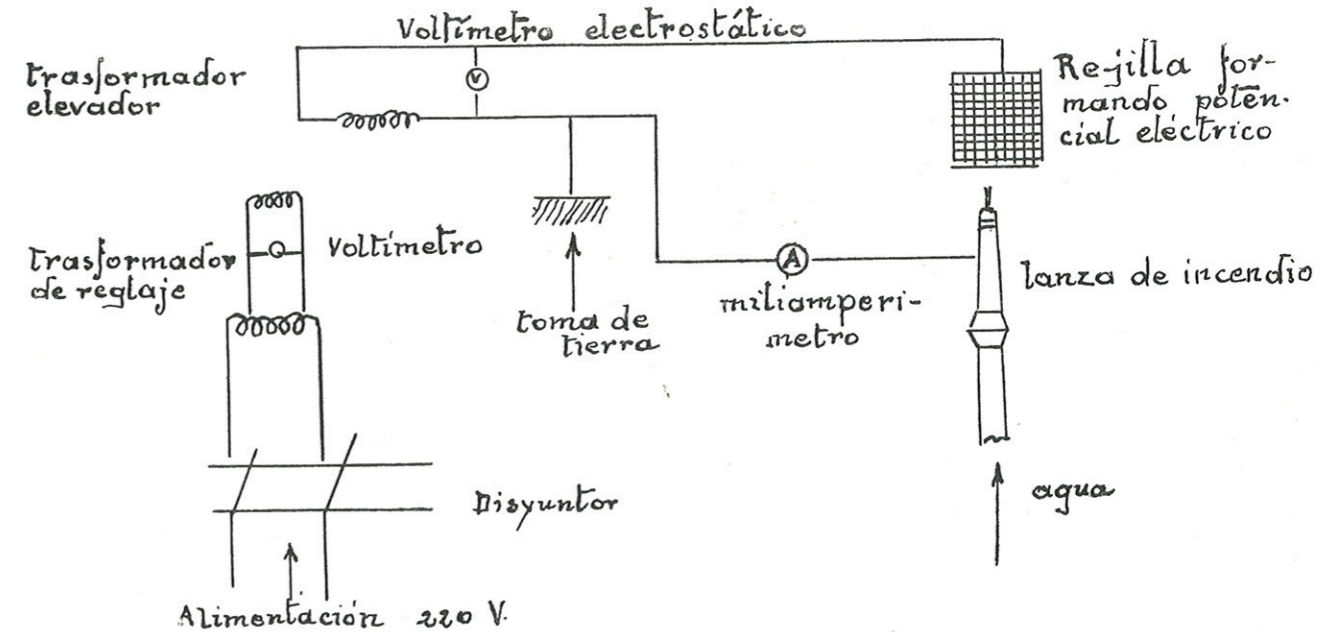 Voltímetro electrostático
trasformador
elevador
Rejilla for-
mando poten-
cial eléctrico
V
trasformador
de reglaje
Voltímetro
toma de
tierra
A
miliamperi-
metro
lanza de incendio
Disyuntor
agua
Alimentación 220 V.